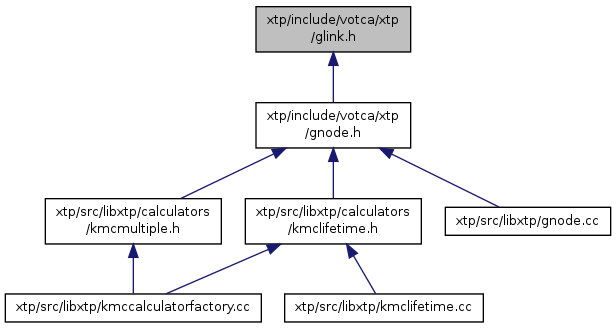 xtp/include/votca/xtp
/glink.h
xtp/include/votca/xtp
/gnode.h
xtp/src/libxtp/calculators
/kmcmultiple.h
xtp/src/libxtp/calculators
/kmclifetime.h
xtp/src/libxtp/gnode.cc
xtp/src/libxtp/kmccalculatorfactory.cc
xtp/src/libxtp/kmclifetime.cc